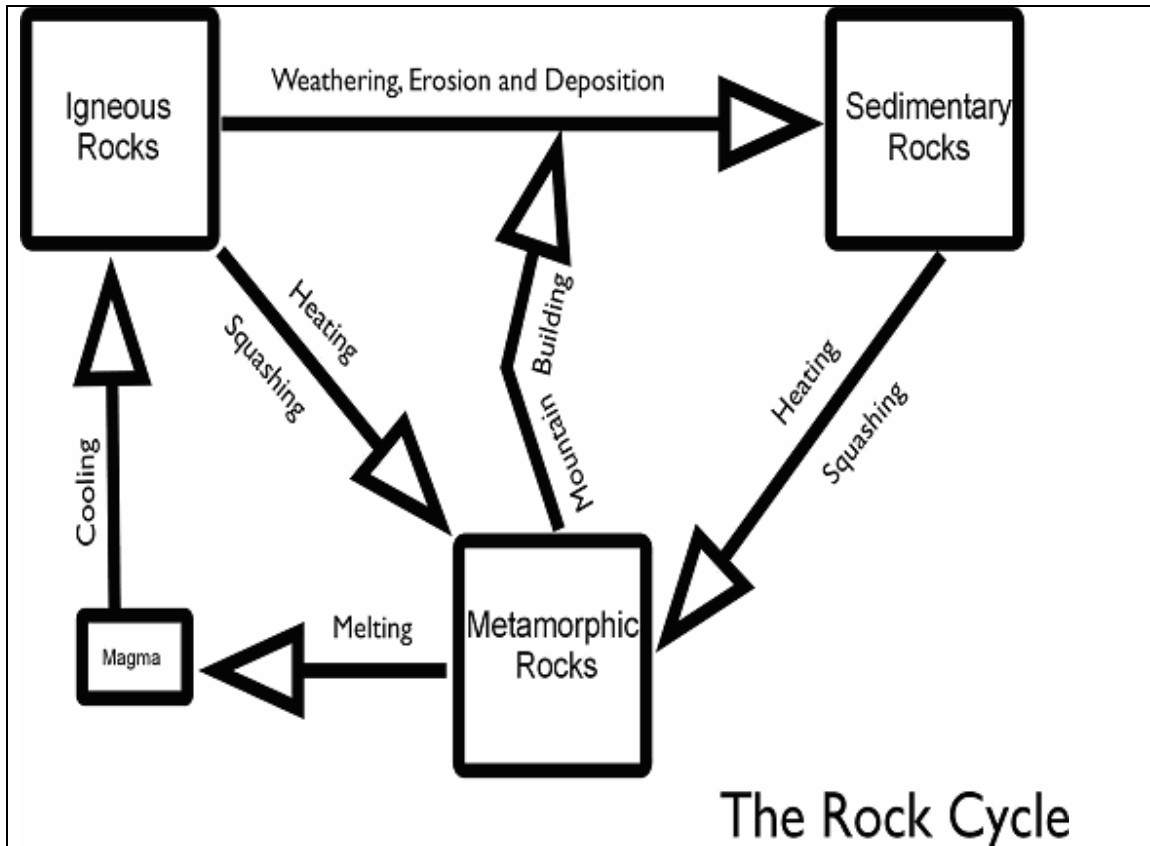 Weathering, Erosion and Deposition
Igneous
Rocks
Sedimentary
Rocks
Heating
Squashing
Mountain Building
Heating
Squashing
Cooling
Magma
Melting
Metamorphic
Rocks
The Rock Cycle